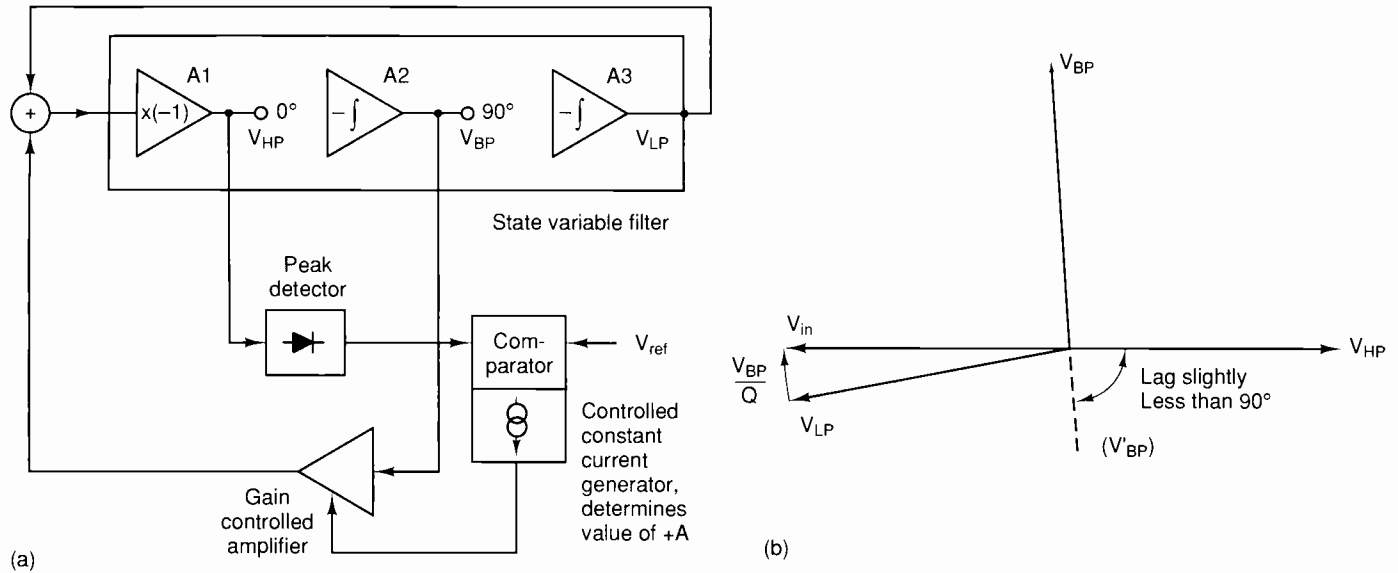 A1
A2
A3
+
x(−1)
0°
V_HP
−∫
90°
V_BP
−∫
V_LP
State variable filter
Peak
detector
Com-
parator
V_ref
Controlled
constant
current
generator,
determines
value of +A
Gain
controlled
amplifier
(a)
V_BP
V_in
V_HP
V_BP
Q
V_LP
Lag slightly
Less than 90°
(V'_BP)
(b)